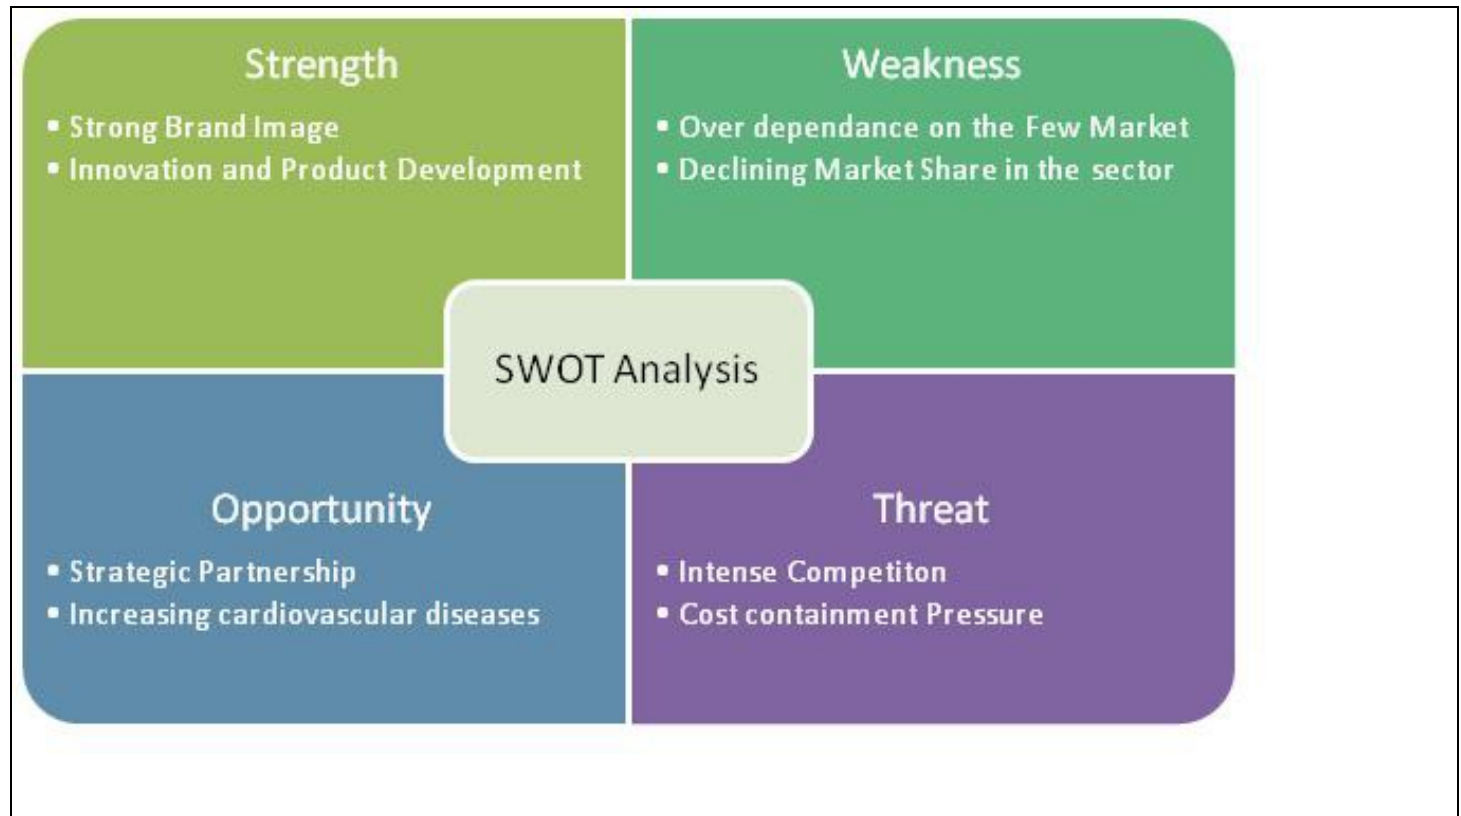 Strength
▪ Strong Brand Image
▪ Innovation and Product Development
Weakness
▪ Over dependance on the Few Market
▪ Declining Market Share in the sector
SWOT Analysis
Opportunity
▪ Strategic Partnership
▪ Increasing cardiovascular diseases
Threat
▪ Intense Competiton
▪ Cost containment Pressure